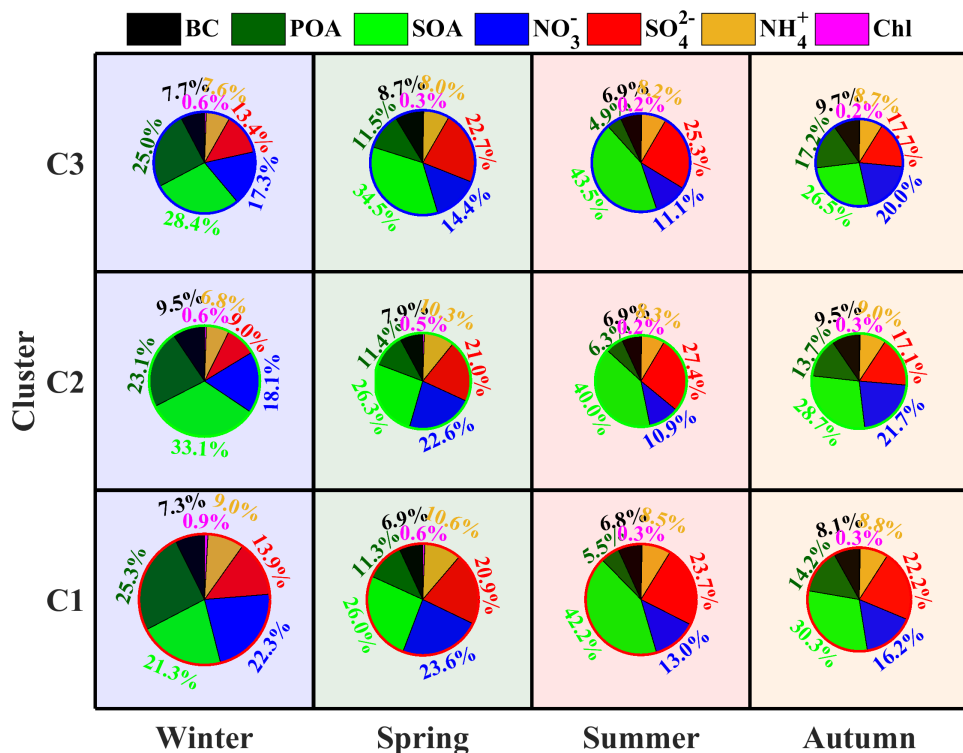 BC POA SOA NO₃⁻ SO₄²⁻ NH₄⁺ Chl
Cluster
C3
7.7% 7.6% 0.6% 13.4% 17.3% 28.4% 25.0%
8.7% 8.0% 0.3% 22.7% 14.4% 34.5% 11.5%
6.9% 8.2% 0.2% 25.3% 11.1% 43.5% 4.9%
9.7% 8.7% 0.2% 17.7% 20.0% 26.5% 17.2%
C2
9.5% 6.8% 0.6% 9.0% 18.1% 33.1% 23.1%
7.9% 10.3% 0.5% 21.0% 22.6% 26.3% 11.4%
6.9% 8.3% 0.2% 27.4% 10.9% 40.0% 6.3%
9.5% 9.0% 0.3% 17.1% 21.7% 28.7% 13.7%
C1
7.3% 9.0% 0.9% 13.9% 22.3% 21.3% 25.3%
6.9% 10.6% 0.6% 20.9% 23.6% 26.0% 11.3%
6.8% 8.5% 0.3% 23.7% 13.0% 42.2% 5.5%
8.1% 8.8% 0.3% 22.2% 16.2% 30.3% 14.2%
Winter Spring Summer Autumn